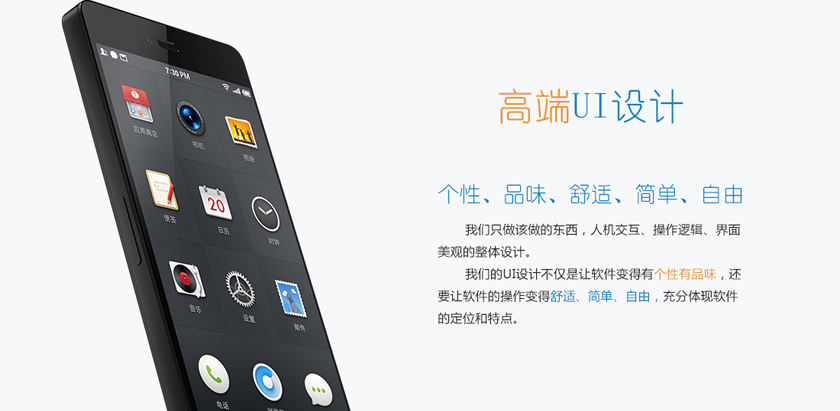 7:30 PM
应用商店
相机
相册
便签
20
日历
时钟
音乐
设置
邮件
电话
高端UI设计
个性、品味、舒适、简单、自由
我们只做该做的东西，人机交互、操作逻辑、界面
美观的整体设计。
我们的UI设计不仅是让软件变得有个性有品味，还
要让软件的操作变得舒适、简单、自由，充分体现软件
的定位和特点。